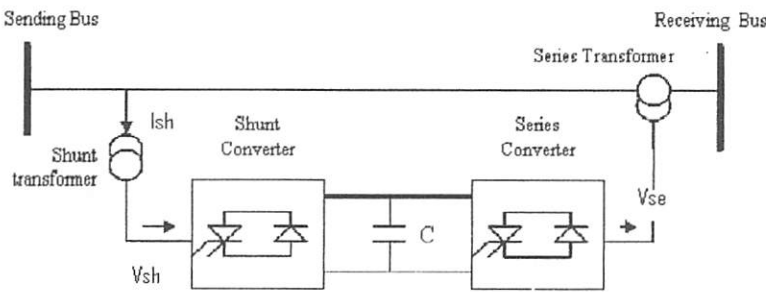 Sending Bus
Receiving Bus
Series Transformer
Ish
Shunt
Converter
Series
Converter
Shunt
transformer
Vse
C
Vsh